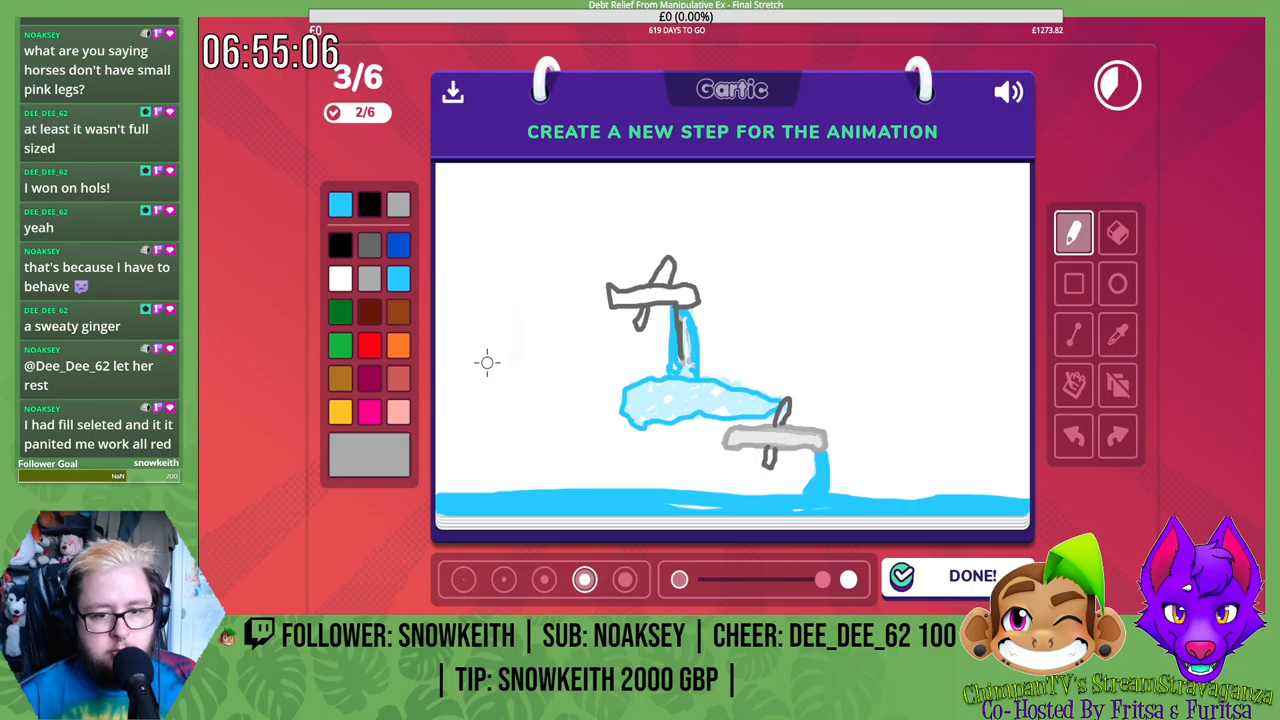 Debt Relief From Manipulative Ex - Final Stretch
£0 (0.00%)
£0
619 DAYS TO GO
£1273.82
06:55:06
NOAKSEY
what are you saying
horses don't have small
pink legs?
DEE_DEE_62
at least it wasn't full
sized
DEE_DEE_62
I won on hols!
DEE_DEE_62
yeah
NOAKSEY
that's because I have to
behave
DEE_DEE_62
a sweaty ginger
NOAKSEY
@Dee_Dee_62 let her
rest
NOAKSEY
I had fill seleted and it it
panited me work all red
Follower Goal
snowkeith
NaN
200
3/6
2/6
Gartic
CREATE A NEW STEP FOR THE ANIMATION
DONE!
FOLLOWER: SNOWKEITH | SUB: NOAKSEY | CHEER: DEE_DEE_62 100
| TIP: SNOWKEITH 2000 GBP |
ChimpanTV's StreamStravaganza
Co-Hosted By Fritsa & Furitsa